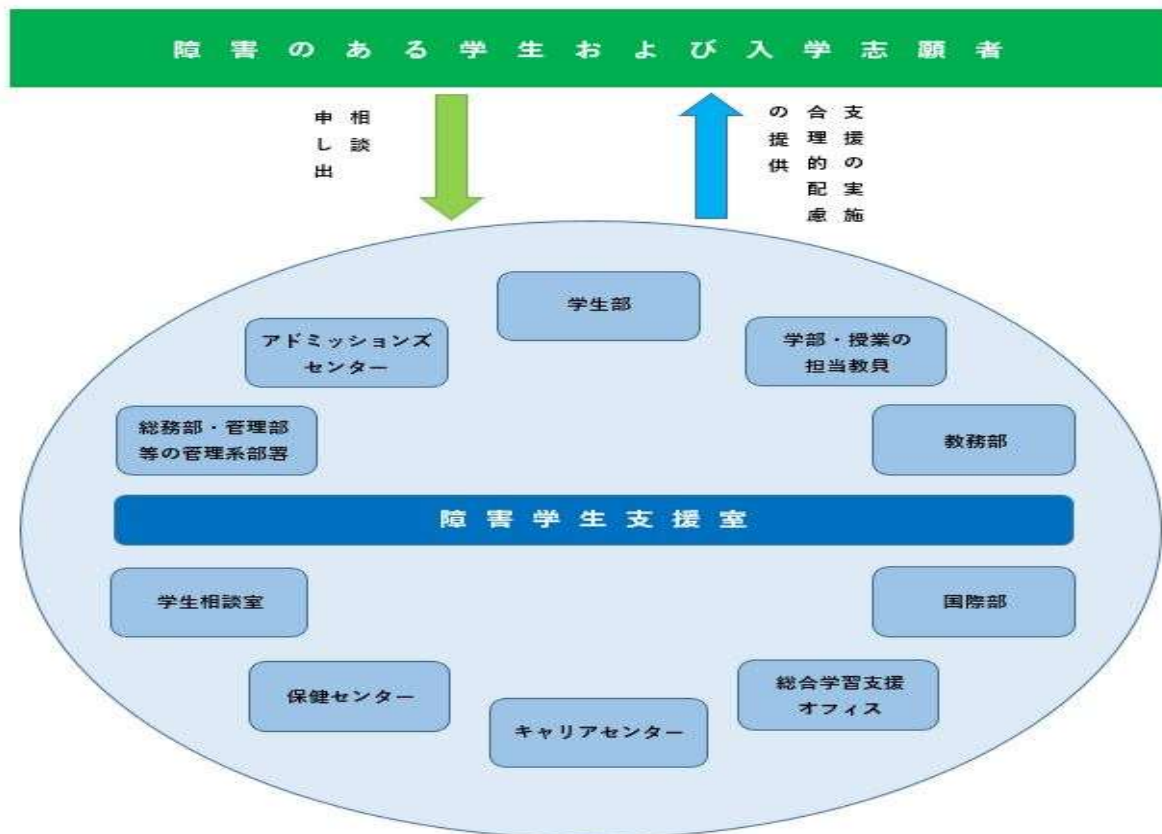 障害のある学生および入学志願者
相談
申し出
支援の実施
合理的配慮
の提供
学生部
アドミッションズ
センター
学部・授業の
担当教員
総務部・管理部
等の管理系部署
教務部
障害学生支援室
学生相談室
国際部
保健センター
総合学習支援
オフィス
キャリアセンター